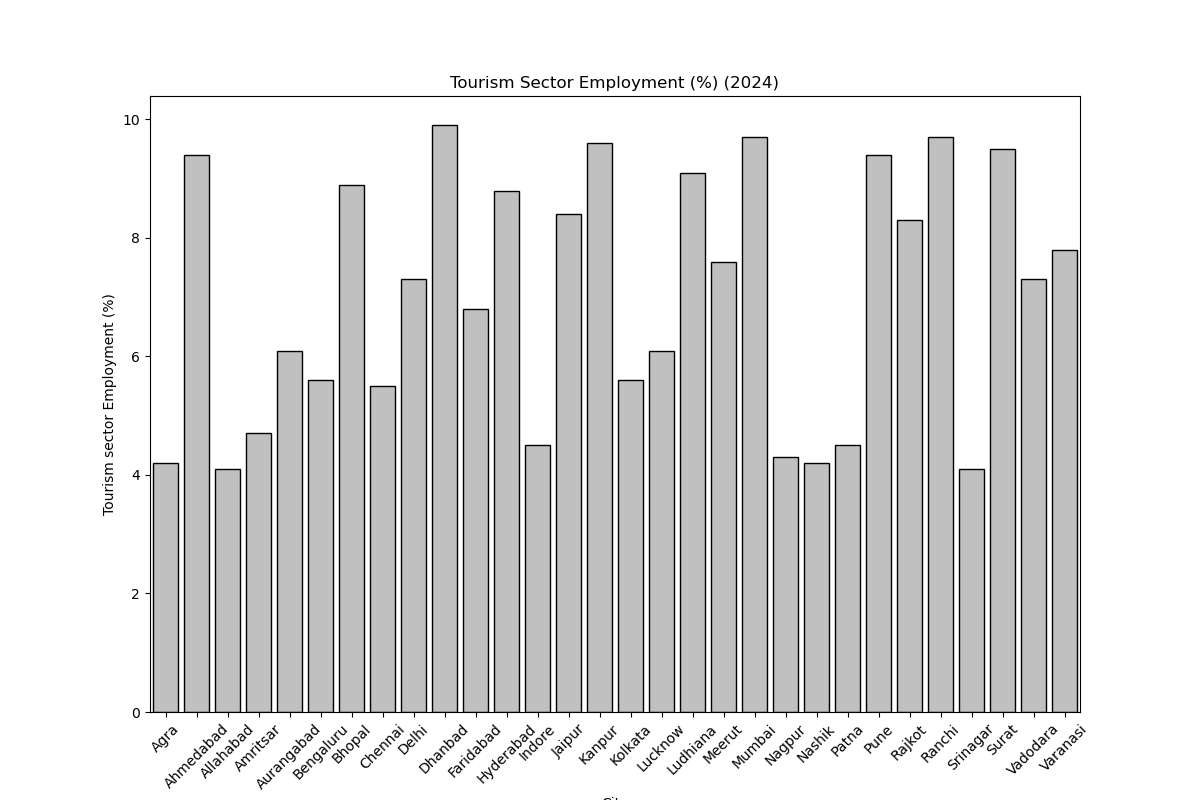 Tourism Sector Employment (%) (2024)
Tourism sector Employment (%)
10
8
6
4
2
0
Agra
Ahmedabad
Allahabad
Amritsar
Aurangabad
Bengaluru
Bhopal
Chennai
Delhi
Dhanbad
Faridabad
Hyderabad
Indore
Jaipur
Kanpur
Kolkata
Lucknow
Ludhiana
Meerut
Mumbai
Nagpur
Nashik
Patna
Pune
Rajkot
Ranchi
Srinagar
Surat
Vadodara
Varanasi